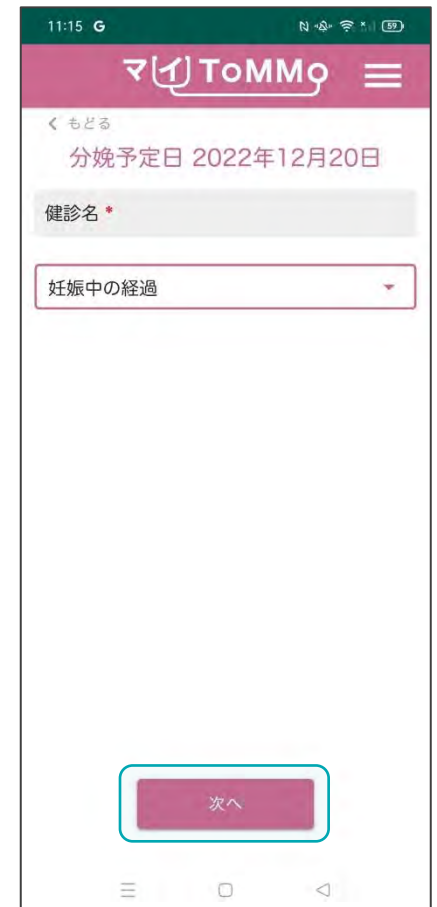 11:15 G
59
マイToMMo
もどる
分娩予定日 2022年12月20日
健診名 *
妊娠中の経過
次へ